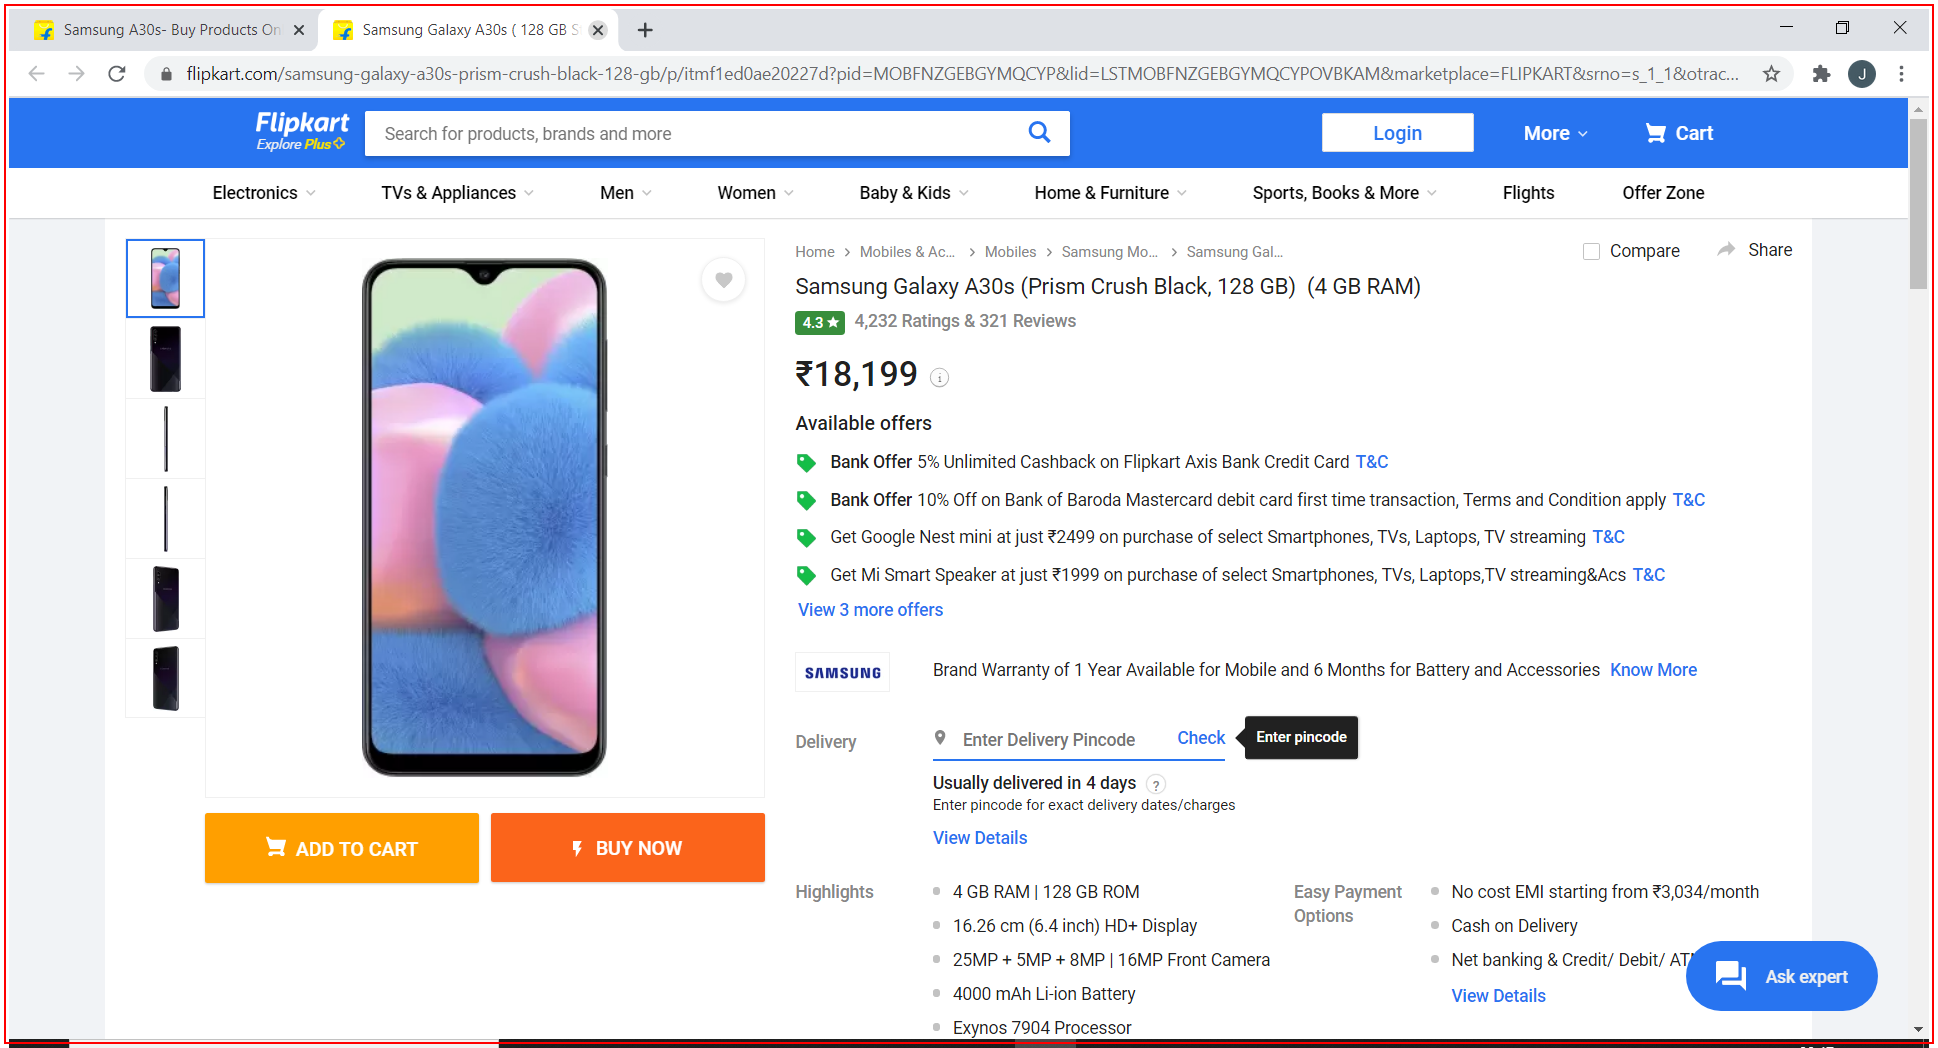 Samsung A30s- Buy Products On
Samsung Galaxy A30s ( 128 GB S
flipkart.com/samsung-galaxy-a30s-prism-crush-black-128-gb/p/itmf1ed0ae20227d?pid=MOBFNZGEBGYMQCYP&lid=LSTMOBFNZGEBGYMQCYPOVBKAM&marketplace=FLIPKART&srno=s_1_1&otrac...
J
Flipkart
Explore Plus
Search for products, brands and more
Login
More
Cart
Electronics
TVs & Appliances
Men
Women
Baby & Kids
Home & Furniture
Sports, Books & More
Flights
Offer Zone
Home
Mobiles & Ac...
Mobiles
Samsung Mo...
Samsung Gal...
Compare
Share
Samsung Galaxy A30s (Prism Crush Black, 128 GB) (4 GB RAM)
4.3 ★ 4,232 Ratings & 321 Reviews
₹18,199
Available offers
Bank Offer 5% Unlimited Cashback on Flipkart Axis Bank Credit Card T&C
Bank Offer 10% Off on Bank of Baroda Mastercard debit card first time transaction, Terms and Condition apply T&C
Get Google Nest mini at just ₹2499 on purchase of select Smartphones, TVs, Laptops, TV streaming T&C
Get Mi Smart Speaker at just ₹1999 on purchase of select Smartphones, TVs, Laptops,TV streaming&Acs T&C
View 3 more offers
SAMSUNG
Brand Warranty of 1 Year Available for Mobile and 6 Months for Battery and Accessories Know More
Delivery
Enter Delivery Pincode
Check
Enter pincode
Usually delivered in 4 days ?
Enter pincode for exact delivery dates/charges
View Details
ADD TO CART
BUY NOW
Highlights
4 GB RAM | 128 GB ROM
16.26 cm (6.4 inch) HD+ Display
25MP + 5MP + 8MP | 16MP Front Camera
4000 mAh Li-ion Battery
Exynos 7904 Processor
Easy Payment
Options
No cost EMI starting from ₹3,034/month
Cash on Delivery
Net banking & Credit/ Debit/
View Details
Ask expert